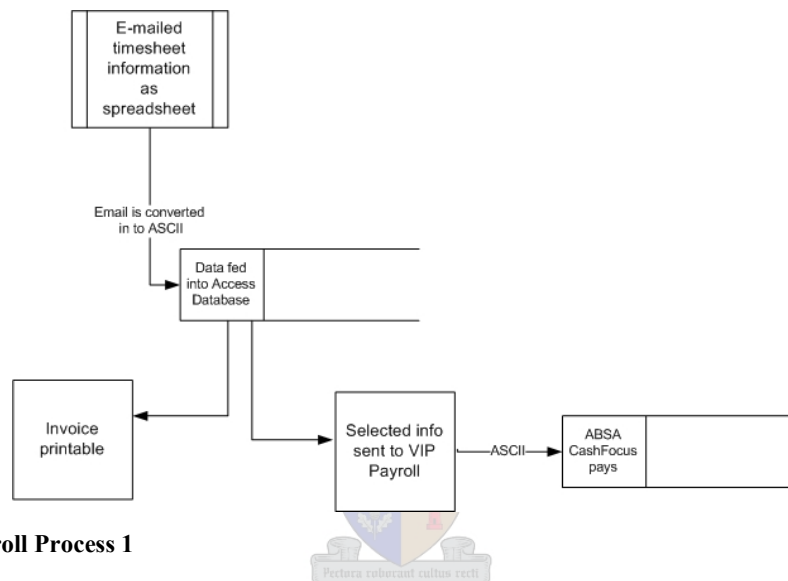 E-mailed
timesheet
information
as
spreadsheet
Email is converted
in to ASCII
Data fed
into Access
Database
Invoice
printable
Selected info
sent to VIP
Payroll
ASCII
ABSA
CashFocus
pays
roll Process 1
Pectora roborant cultus recti